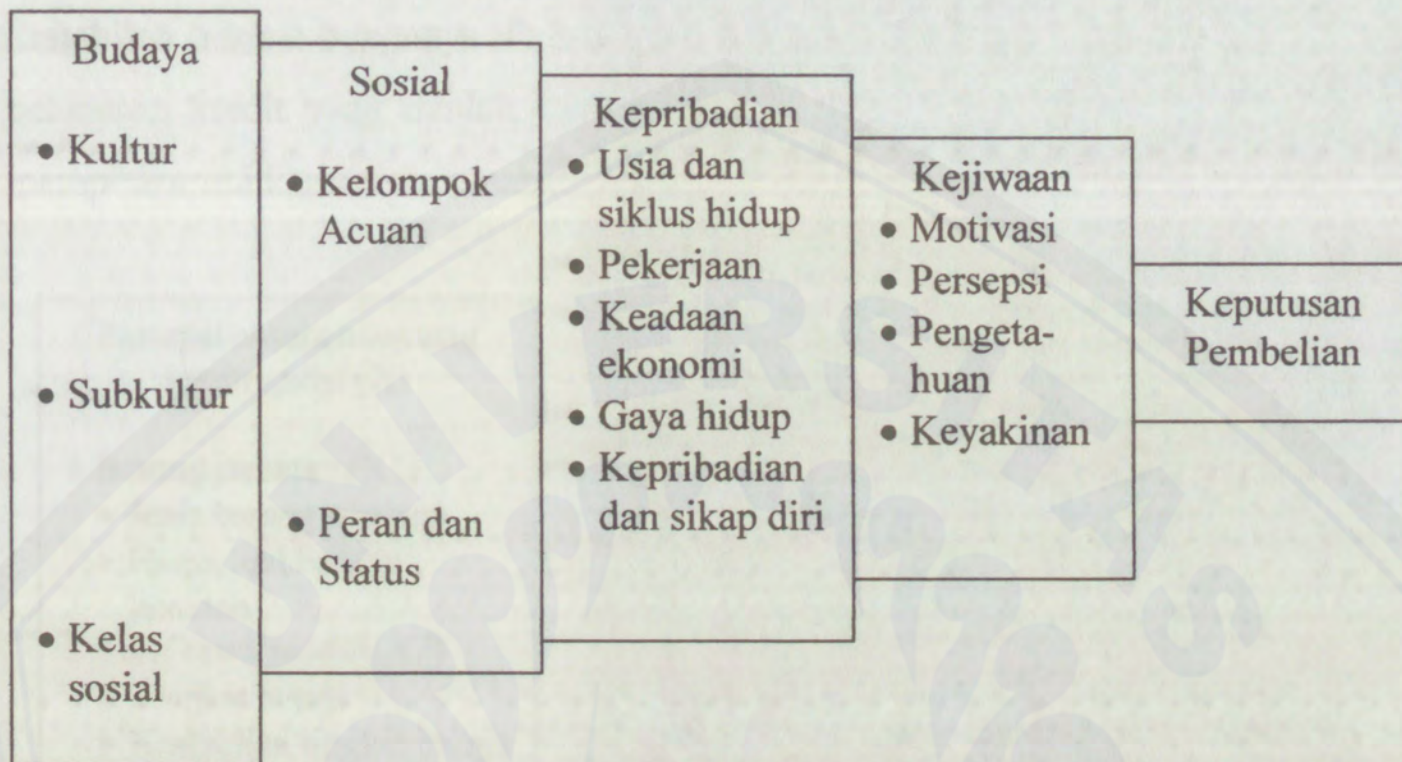 Budaya
• Kultur
• Subkultur
• Kelas
sosial
Sosial
• Kelompok
Acuan
• Peran dan
Status
Kepribadian
• Usia dan
siklus hidup
• Pekerjaan
• Keadaan
ekonomi
• Gaya hidup
• Kepribadian
dan sikap diri
Kejiwaan
• Motivasi
• Persepsi
• Pengeta-
huan
• Keyakinan
Keputusan
Pembelian
UNIVERSITAS